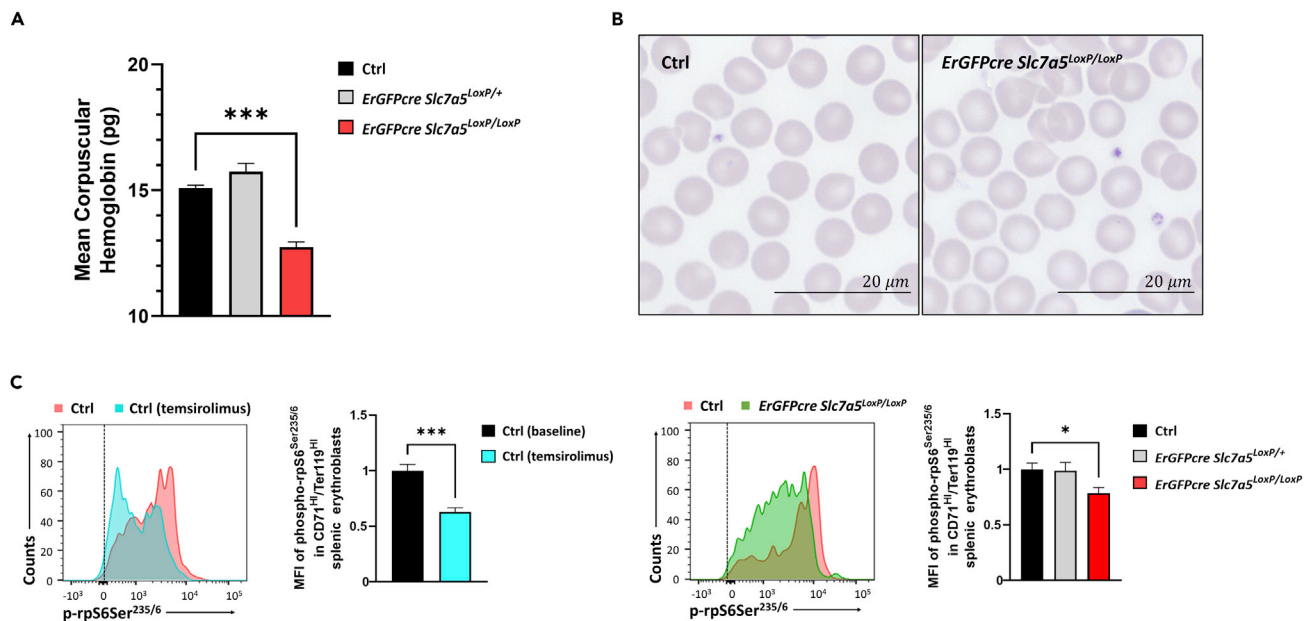 A
20
15
10
Mean Corpuscular
Hemoglobin (pg)
***
Ctrl
ErGFPcre Slc7a5LoxP/+
ErGFPcre Slc7a5LoxP/LoxP
B
Ctrl
20 μm
ErGFPcre Slc7a5LoxP/LoxP
20 μm
C
Ctrl
Ctrl (temsirolimus)
100
80
60
40
20
0
Counts
-10³ 0 10³ 10⁴ 10⁵
p-rpS6Ser235/6
MFI of phospho-rpS6Ser235/6
in CD71HI/Ter119HI
splenic erythroblasts
1.5
1
0.5
0
***
Ctrl (baseline)
Ctrl (temsirolimus)
Ctrl
ErGFPcre Slc7a5LoxP/LoxP
100
80
60
40
20
0
Counts
-10³ 0 10³ 10⁴ 10⁵
p-rpS6Ser235/6
MFI of phospho-rpS6Ser235/6
in CD71HI/Ter119HI
splenic erythroblasts
1.5
1
0.5
0
*
Ctrl
ErGFPcre Slc7a5LoxP/+
ErGFPcre Slc7a5LoxP/LoxP